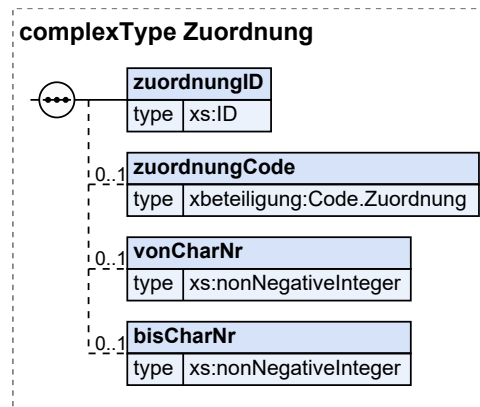 complexType Zuordnung
zuordnungID
type xs:ID
0..1 zuordnungCode
type xbeteiligung:Code.Zuordnung
0..1 vonCharNr
type xs:nonNegativeInteger
0..1 bisCharNr
type xs:nonNegativeInteger